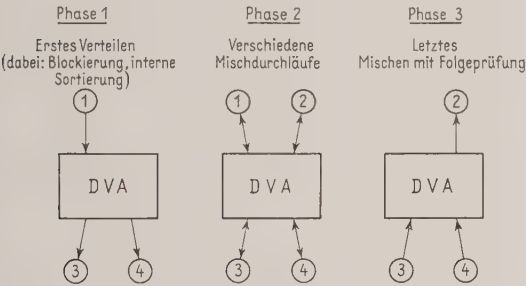 Phase 1
Erstes Verteilen
(dabei: Blockierung, interne
Sortierung)
1
DVA
3 4
Phase 2
Verschiedene
Mischdurchläufe
1 2
DVA
3 4
Phase 3
Letztes
Mischen mit Folgeprüfung
2
DVA
3 4